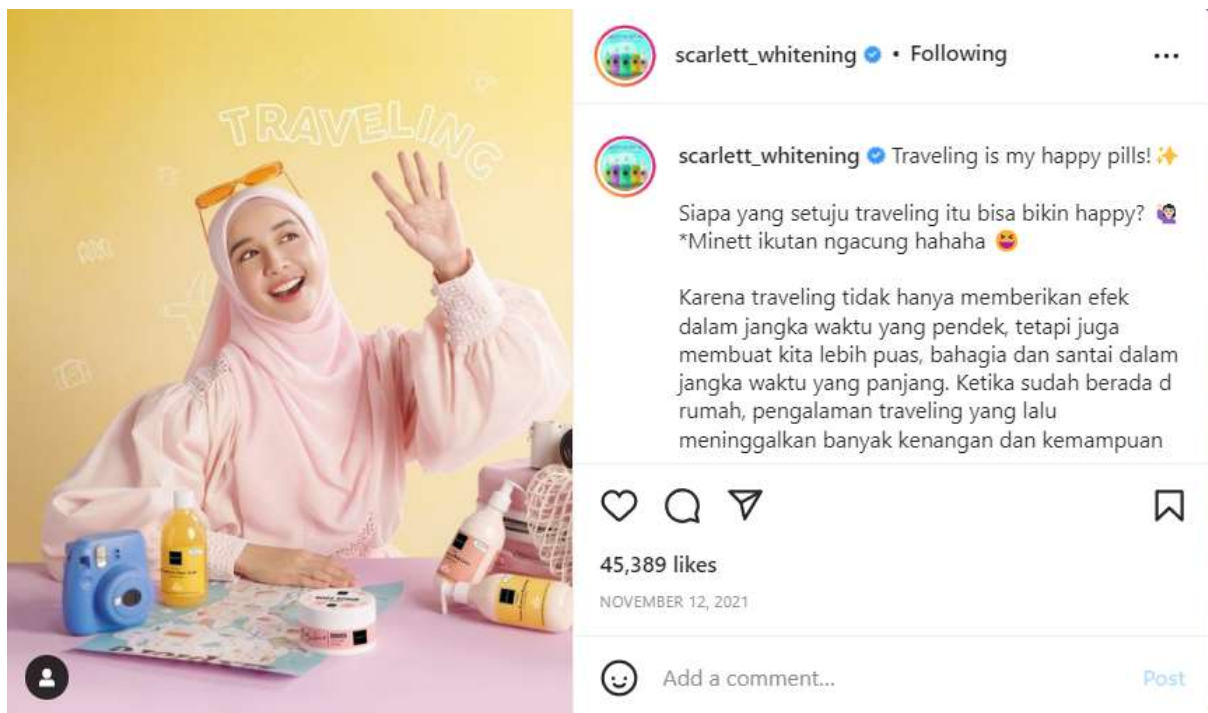 TRAVELING
scarlett_whitening • Following
scarlett_whitening Traveling is my happy pills! ✨
Siapa yang setuju traveling itu bisa bikin happy? 🙋🏻‍♀️
*Minett ikutan ngacung hahaha 😆
Karena traveling tidak hanya memberikan efek
dalam jangka waktu yang pendek, tetapi juga
membuat kita lebih puas, bahagia dan santai dalam
jangka waktu yang panjang. Ketika sudah berada d
rumah, pengalaman traveling yang lalu
meninggalkan banyak kenangan dan kemampuan
45,389 likes
NOVEMBER 12, 2021
Add a comment...
Post